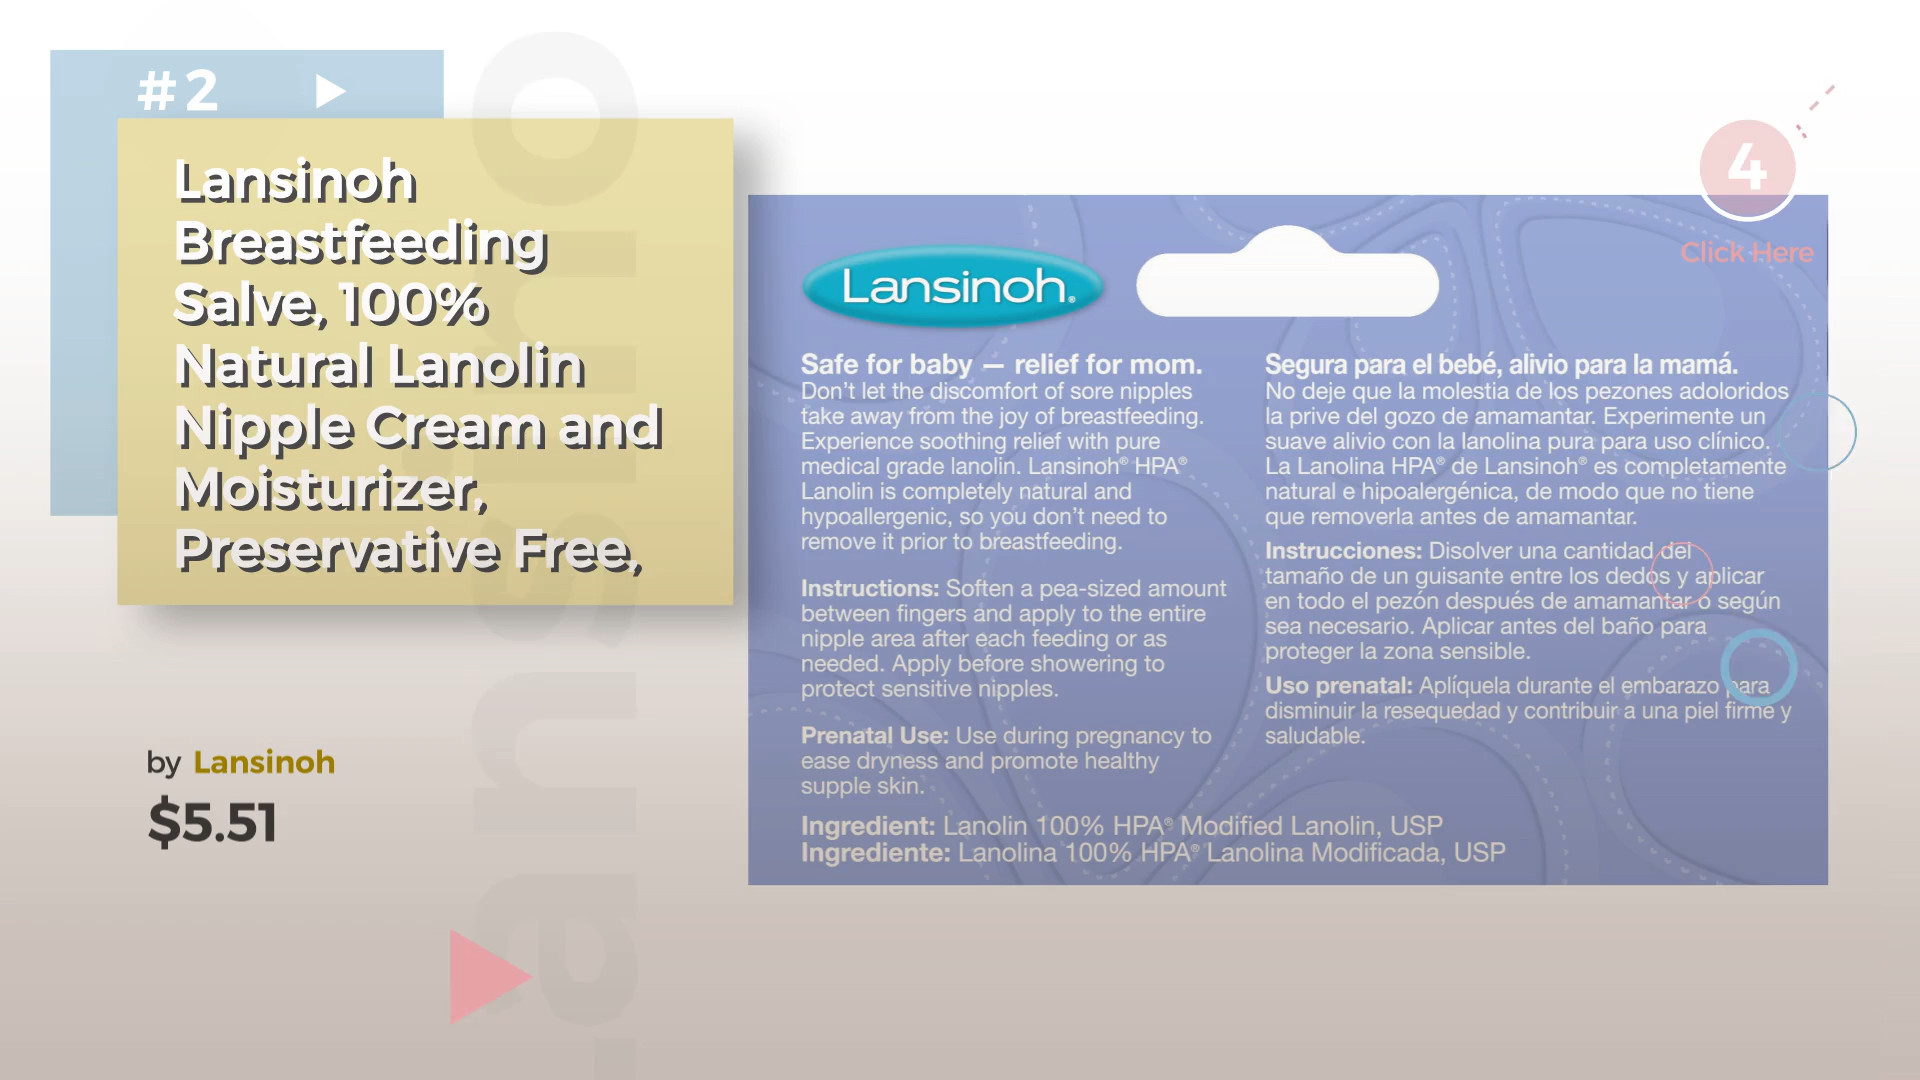 #2
Lansinoh
Breastfeeding
Salve, 100%
Natural Lanolin
Nipple Cream and
Moisturizer,
Preservative Free,
by Lansinoh
$5.51
Lansinoh
4
Click Here
Lansinoh®
Safe for baby — relief for mom.
Don't let the discomfort of sore nipples
take away from the joy of breastfeeding.
Experience soothing relief with pure
medical grade lanolin. Lansinoh® HPA®
Lanolin is completely natural and
hypoallergenic, so you don't need to
remove it prior to breastfeeding.
Instructions: Soften a pea-sized amount
between fingers and apply to the entire
nipple area after each feeding or as
needed. Apply before showering to
protect sensitive nipples.
Prenatal Use: Use during pregnancy to
ease dryness and promote healthy
supple skin.
Segura para el bebé, alivio para la mamá.
No deje que la molestia de los pezones adoloridos
la prive del gozo de amamantar. Experimente un
suave alivio con la lanolina pura para uso clínico.
La Lanolina HPA® de Lansinoh® es completamente
natural e hipoalergénica, de modo que no tiene
que removerla antes de amamantar.
Instrucciones: Disolver una cantidad del
tamaño de un guisante entre los dedos y aplicar
en todo el pezón después de amamantar o según
sea necesario. Aplicar antes del baño para
proteger la zona sensible.
Uso prenatal: Aplíquela durante el embarazo para
disminuir la resequedad y contribuir a una piel firme y
saludable.
Ingredient: Lanolin 100% HPA® Modified Lanolin, USP
Ingrediente: Lanolina 100% HPA® Lanolina Modificada, USP